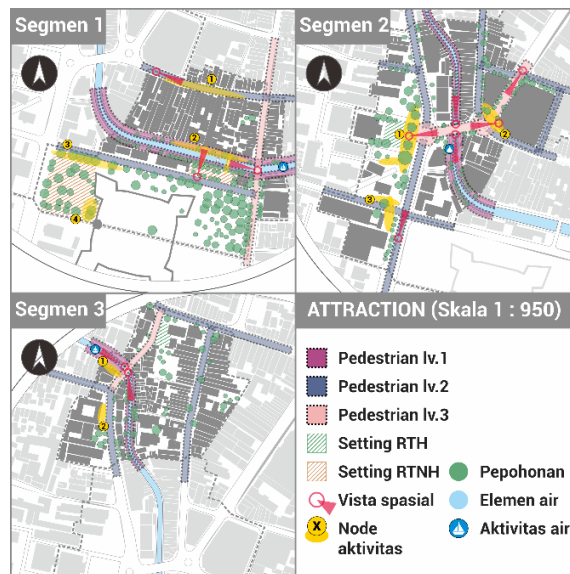 Segmen 1
1
2
3
4
Segmen 2
1
2
3
Segmen 3
1
2
ATTRACTION (Skala 1 : 950)
Pedestrian lv.1
Pedestrian lv.2
Pedestrian lv.3
Setting RTH
Setting RTNH
Pepohonan
Vista spasial
Elemen air
X
Node
aktivitas
Aktivitas air